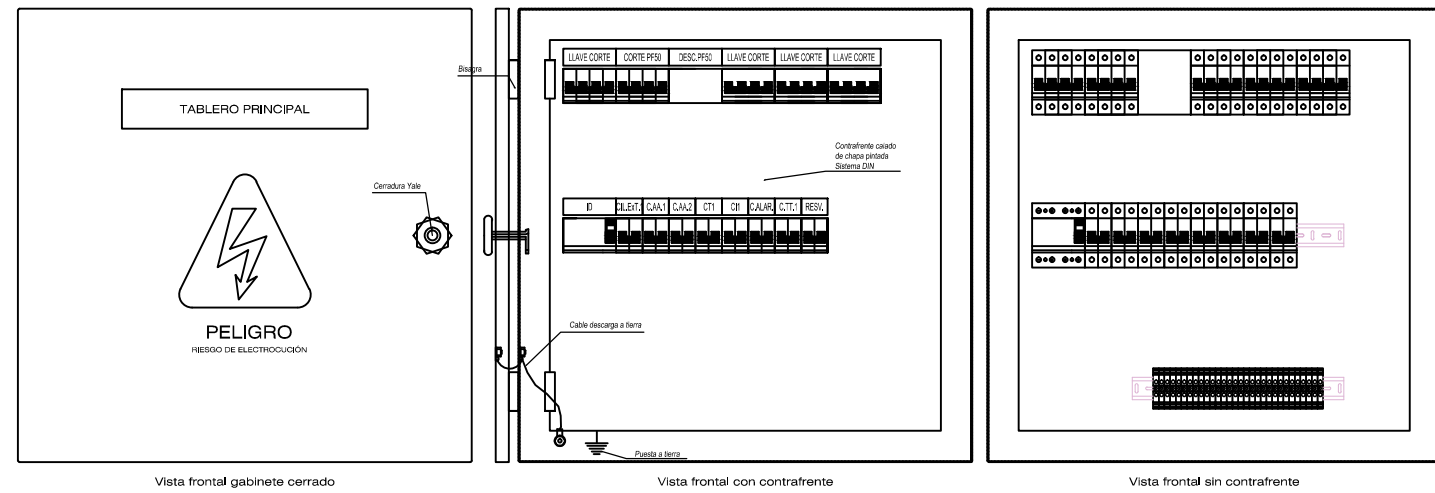 TABLERO PRINCIPAL
Cerradura Yale
PELIGRO
RIESGO DE ELECTROCUCIÓN
Vista frontal gabinete cerrado
Bisagra
LLAVE CORTE CORTE PF50 DESC.PF50 LLAVE CORTE LLAVE CORTE LLAVE CORTE
Contrafrente calado
de chapa pintada
Sistema DIN
ID CIL.ExT.1 C.AA.1 C.AA.2 CT1 CI1 C.ALAR. C.TT.1 RESV.
Cable descarga a tierra
Puesta a tierra
Vista frontal con contrafrente
Vista frontal sin contrafrente